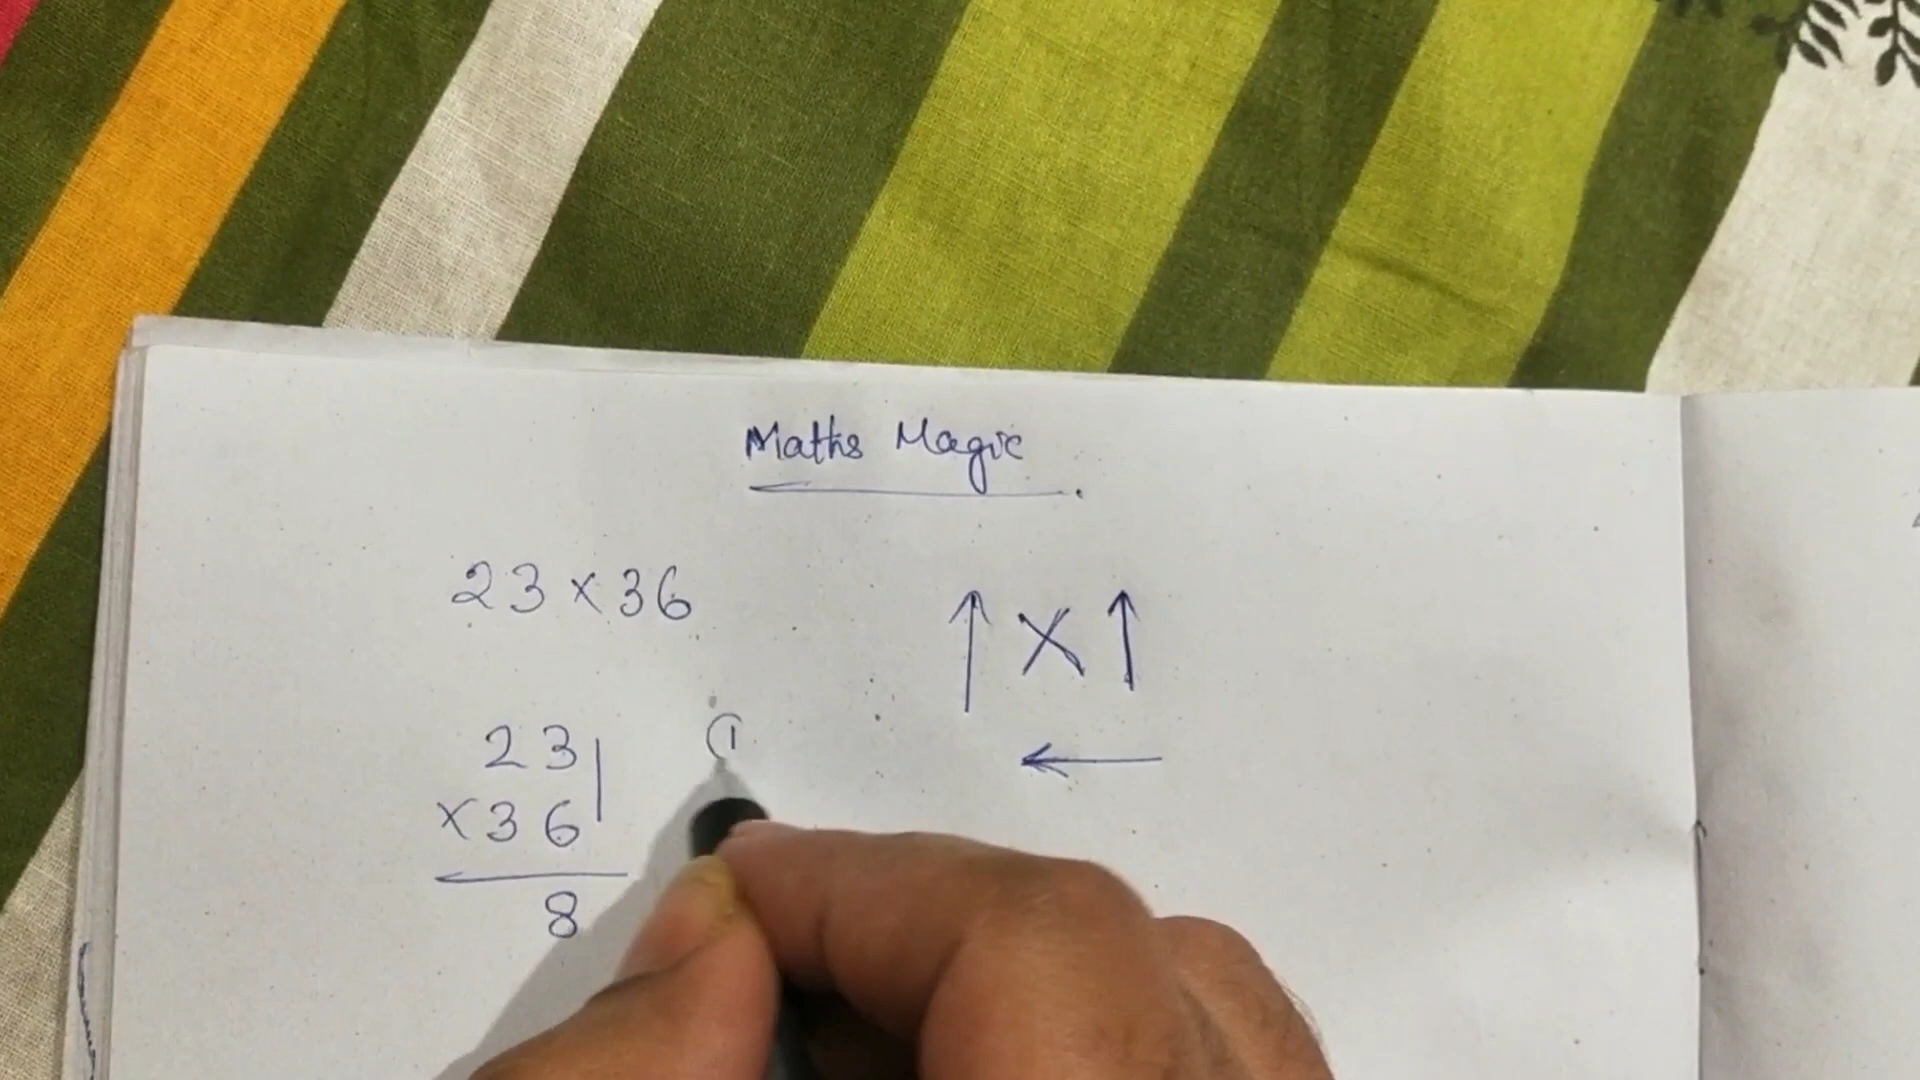 Maths Magic
23 × 36
↑ X ↑
←
23
× 36
8
①